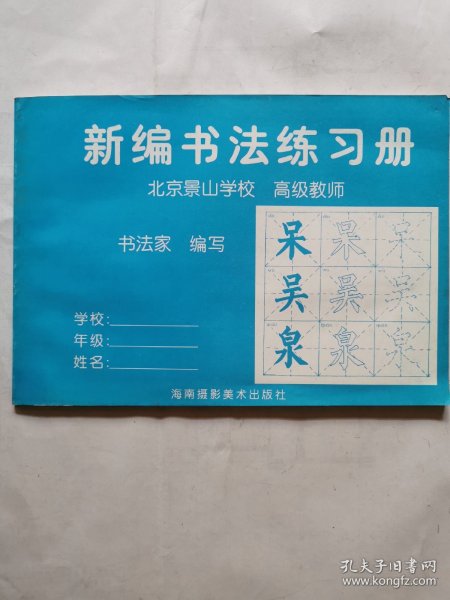 新编书法练习册
北京景山学校 高级教师
书法家 编写
呆 呆 呆
吴 吴 吴
泉 泉 泉
学校:
年级:
姓名:
海南摄影美术出版社
孔夫子旧书网
www.kongfz.com